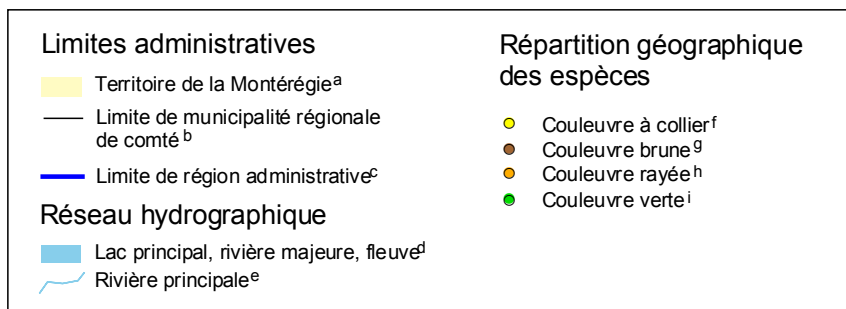 Limites administratives
Territoire de la Montérégie a
Limite de municipalité régionale
de comté b
Limite de région administrative c
Réseau hydrographique
Lac principal, rivière majeure, fleuve d
Rivière principale e
Répartition géographique
des espèces
Couleuvre à collier f
Couleuvre brune g
Couleuvre rayée h
Couleuvre verte i